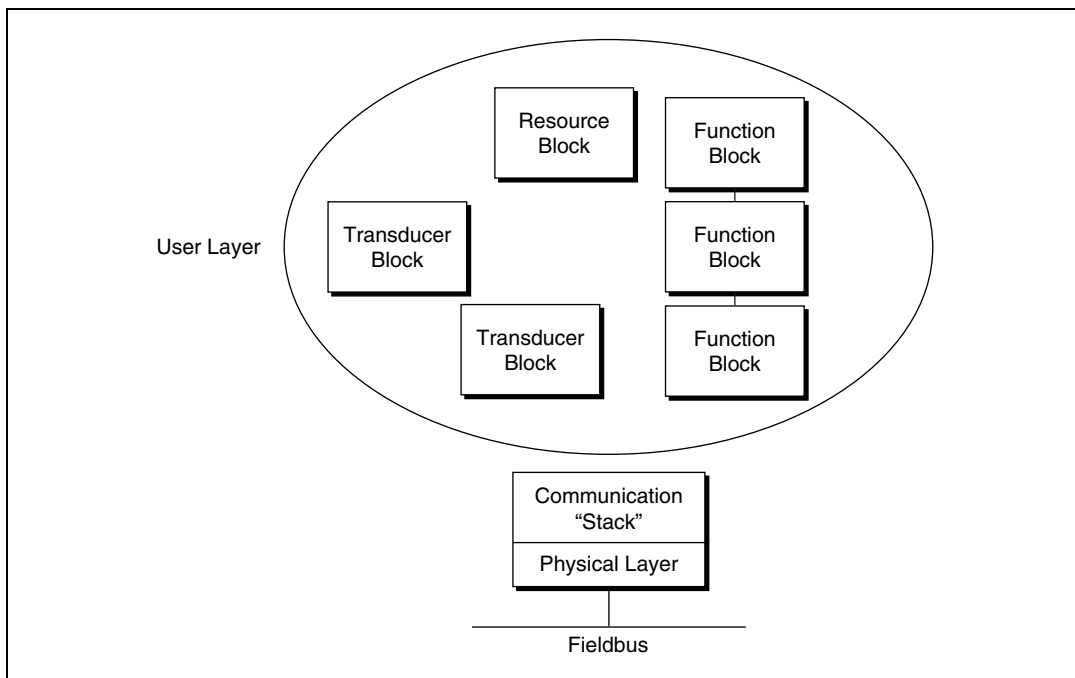 Resource
Block
Function
Block
User Layer
Transducer
Block
Function
Block
Transducer
Block
Function
Block
Communication
“Stack”
Physical Layer
Fieldbus